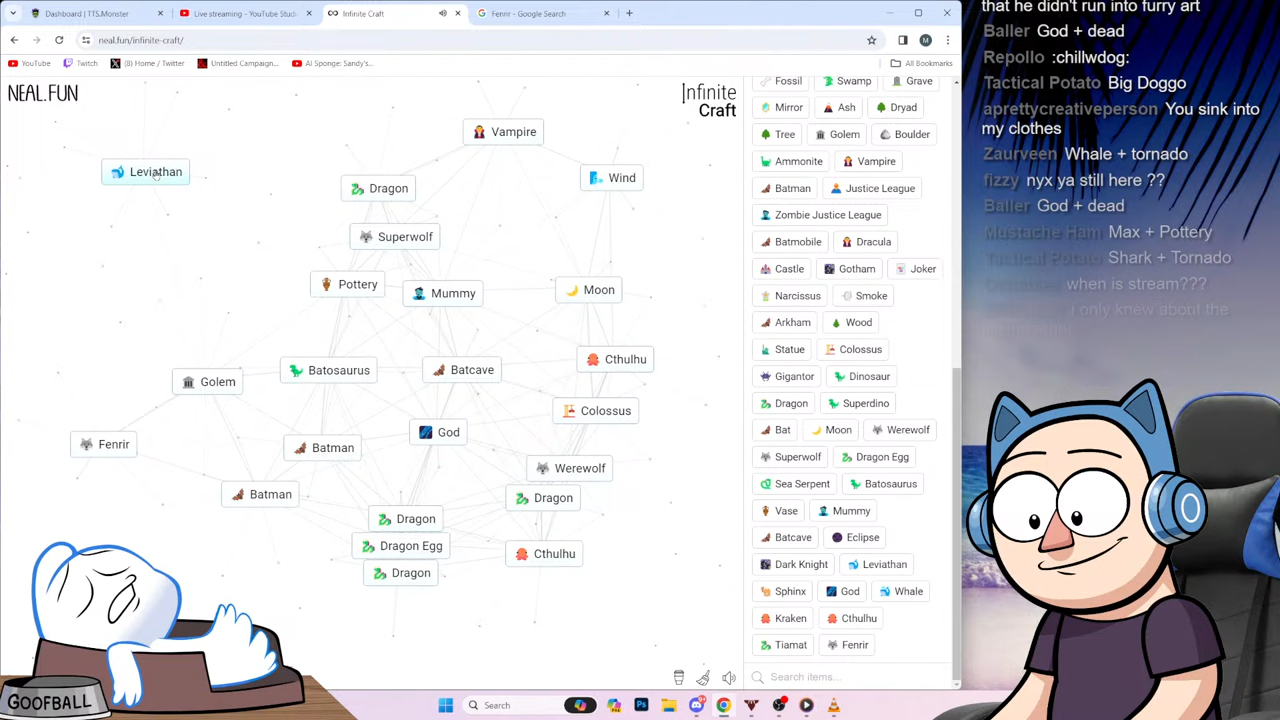 Dashboard | TTS.Monster
Live streaming - YouTube Stud
Infinite Craft
Fenrir - Google Search
neal.fun/infinite-craft/
YouTube
Twitch
(8) Home / Twitter
Untitled Campaign...
AI Sponge: Sandy's...
All Bookmarks
NEAL.FUN
Infinite
Craft
Vampire
Leviathan
Wind
Dragon
Superwolf
Pottery
Mummy
Moon
Cthulhu
Batosaurus
Batcave
Golem
Colossus
God
Fenrir
Batman
Werewolf
Batman
Dragon
Dragon
Dragon Egg
Cthulhu
Dragon
Fossil Swamp Grave
Mirror Ash Dryad
Tree Golem Boulder
Ammonite Vampire
Batman Justice League
Zombie Justice League
Batmobile Dracula
Castle Gotham Joker
Narcissus Smoke
Arkham Wood
Statue Colossus
Gigantor Dinosaur
Dragon Superdino
Bat Moon Werewolf
Superwolf Dragon Egg
Sea Serpent Batosaurus
Vase Mummy
Batcave Eclipse
Dark Knight Leviathan
Sphinx God Whale
Kraken Cthulhu
Tiamat Fenrir
Search items...
that he didn't run into furry art
Baller God + dead
Repollo :chillwdog:
Tactical Potato Big Doggo
aprettycreativeperson You sink into
my clothes
Zaurveen Whale + tornado
fizzy nyx ya still here ??
Baller God + dead
Mustache Ham Max + Pottery
Tactical Potato Shark + Tornado
when is stream???
i only knew about the
GOOFBALL
Search